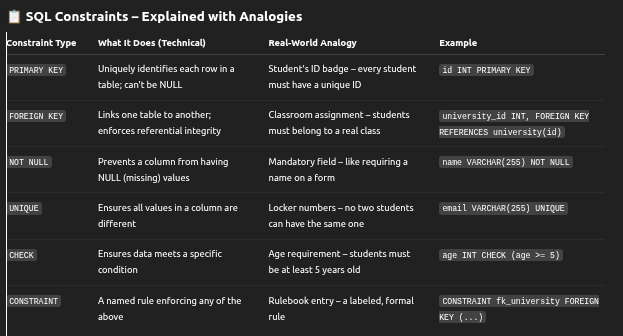 📋 SQL Constraints – Explained with Analogies
Constraint Type What It Does (Technical) Real-World Analogy Example
PRIMARY KEY Uniquely identifies each row in a Student's ID badge – every student id INT PRIMARY KEY
table; can't be NULL must have a unique ID
FOREIGN KEY Links one table to another; Classroom assignment – students university_id INT, FOREIGN KEY
enforces referential integrity must belong to a real class REFERENCES university(id)
NOT NULL Prevents a column from having Mandatory field – like requiring a name VARCHAR(255) NOT NULL
NULL (missing) values name on a form
UNIQUE Ensures all values in a column are Locker numbers – no two students email VARCHAR(255) UNIQUE
different can have the same one
CHECK Ensures data meets a specific Age requirement – students must age INT CHECK (age >= 5)
condition be at least 5 years old
CONSTRAINT A named rule enforcing any of the Rulebook entry – a labeled, formal CONSTRAINT fk_university FOREIGN
above rule KEY (...)